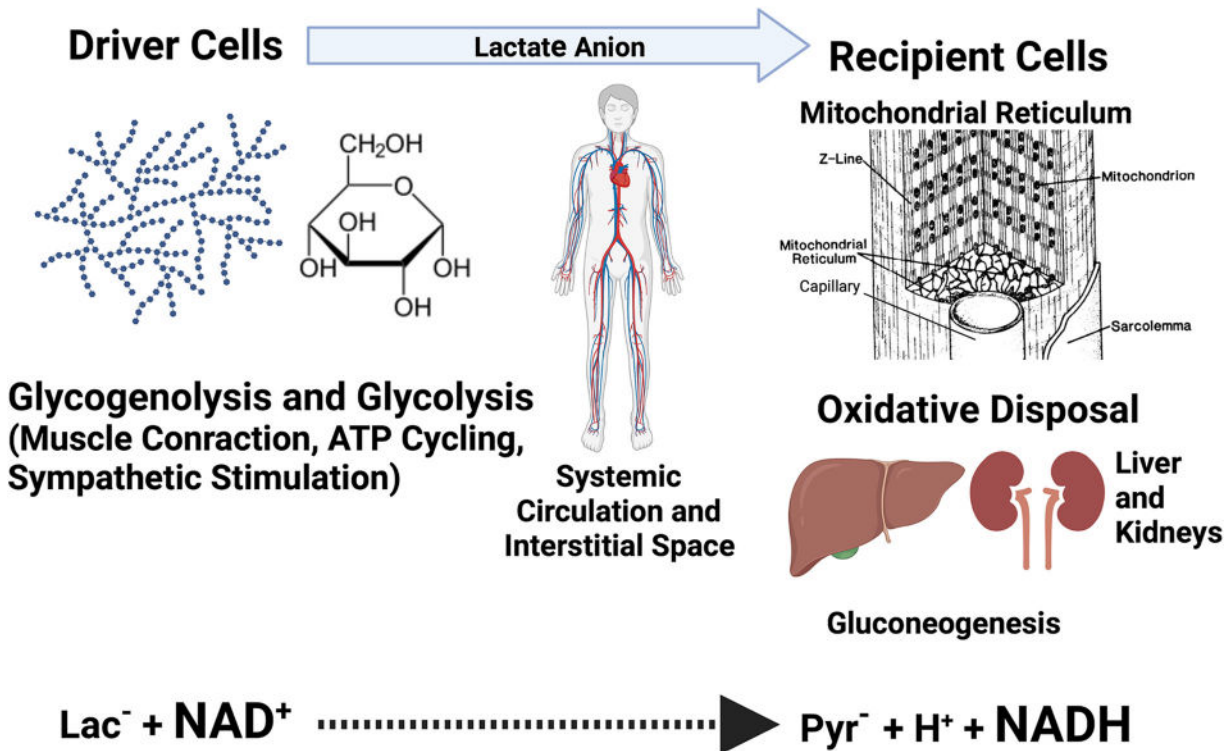 Driver Cells
Lactate Anion
Recipient Cells
Mitochondrial Reticulum
Z-Line
Mitochondrion
Mitochondrial
Reticulum
Capillary
Sarcolemma
CH₂OH
O
OH
OH
OH
OH
Glycogenolysis and Glycolysis
(Muscle Conraction, ATP Cycling,
Sympathetic Stimulation)
Systemic
Circulation and
Interstitial Space
Oxidative Disposal
Liver
and
Kidneys
Gluconeogenesis
Lac⁻ + NAD⁺
Pyr⁻ + H⁺ + NADH